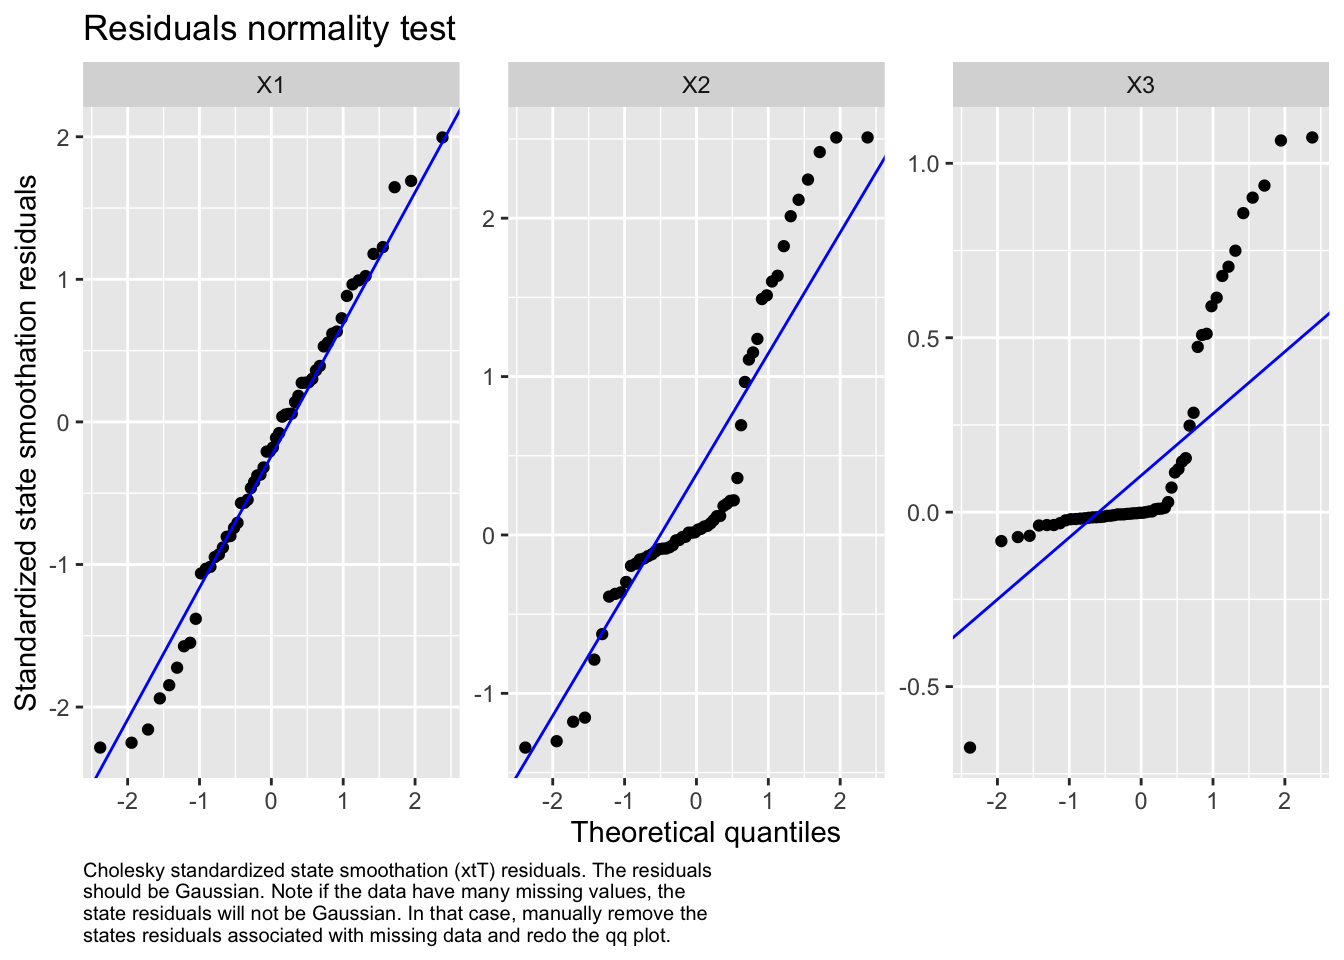 Residuals normality test
X1
X2
X3
Standardized state smoothation residuals
2
1
0
-1
-2
2
1
0
-1
1.0
0.5
0.0
-0.5
-2 -1 0 1 2
-2 -1 0 1 2
-2 -1 0 1 2
Theoretical quantiles
Cholesky standardized state smoothation (xtT) residuals. The residuals
should be Gaussian. Note if the data have many missing values, the
state residuals will not be Gaussian. In that case, manually remove the
states residuals associated with missing data and redo the qq plot.